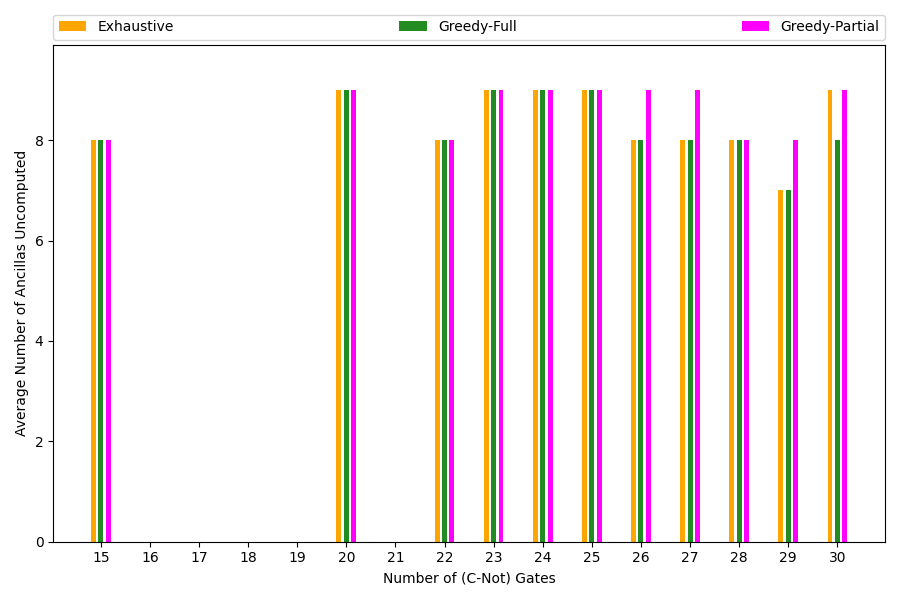 Exhaustive Greedy-Full Greedy-Partial
8
6
4
2
0
Average Number of Ancillas Uncomputed
15 16 17 18 19 20 21 22 23 24 25 26 27 28 29 30
Number of (C-Not) Gates